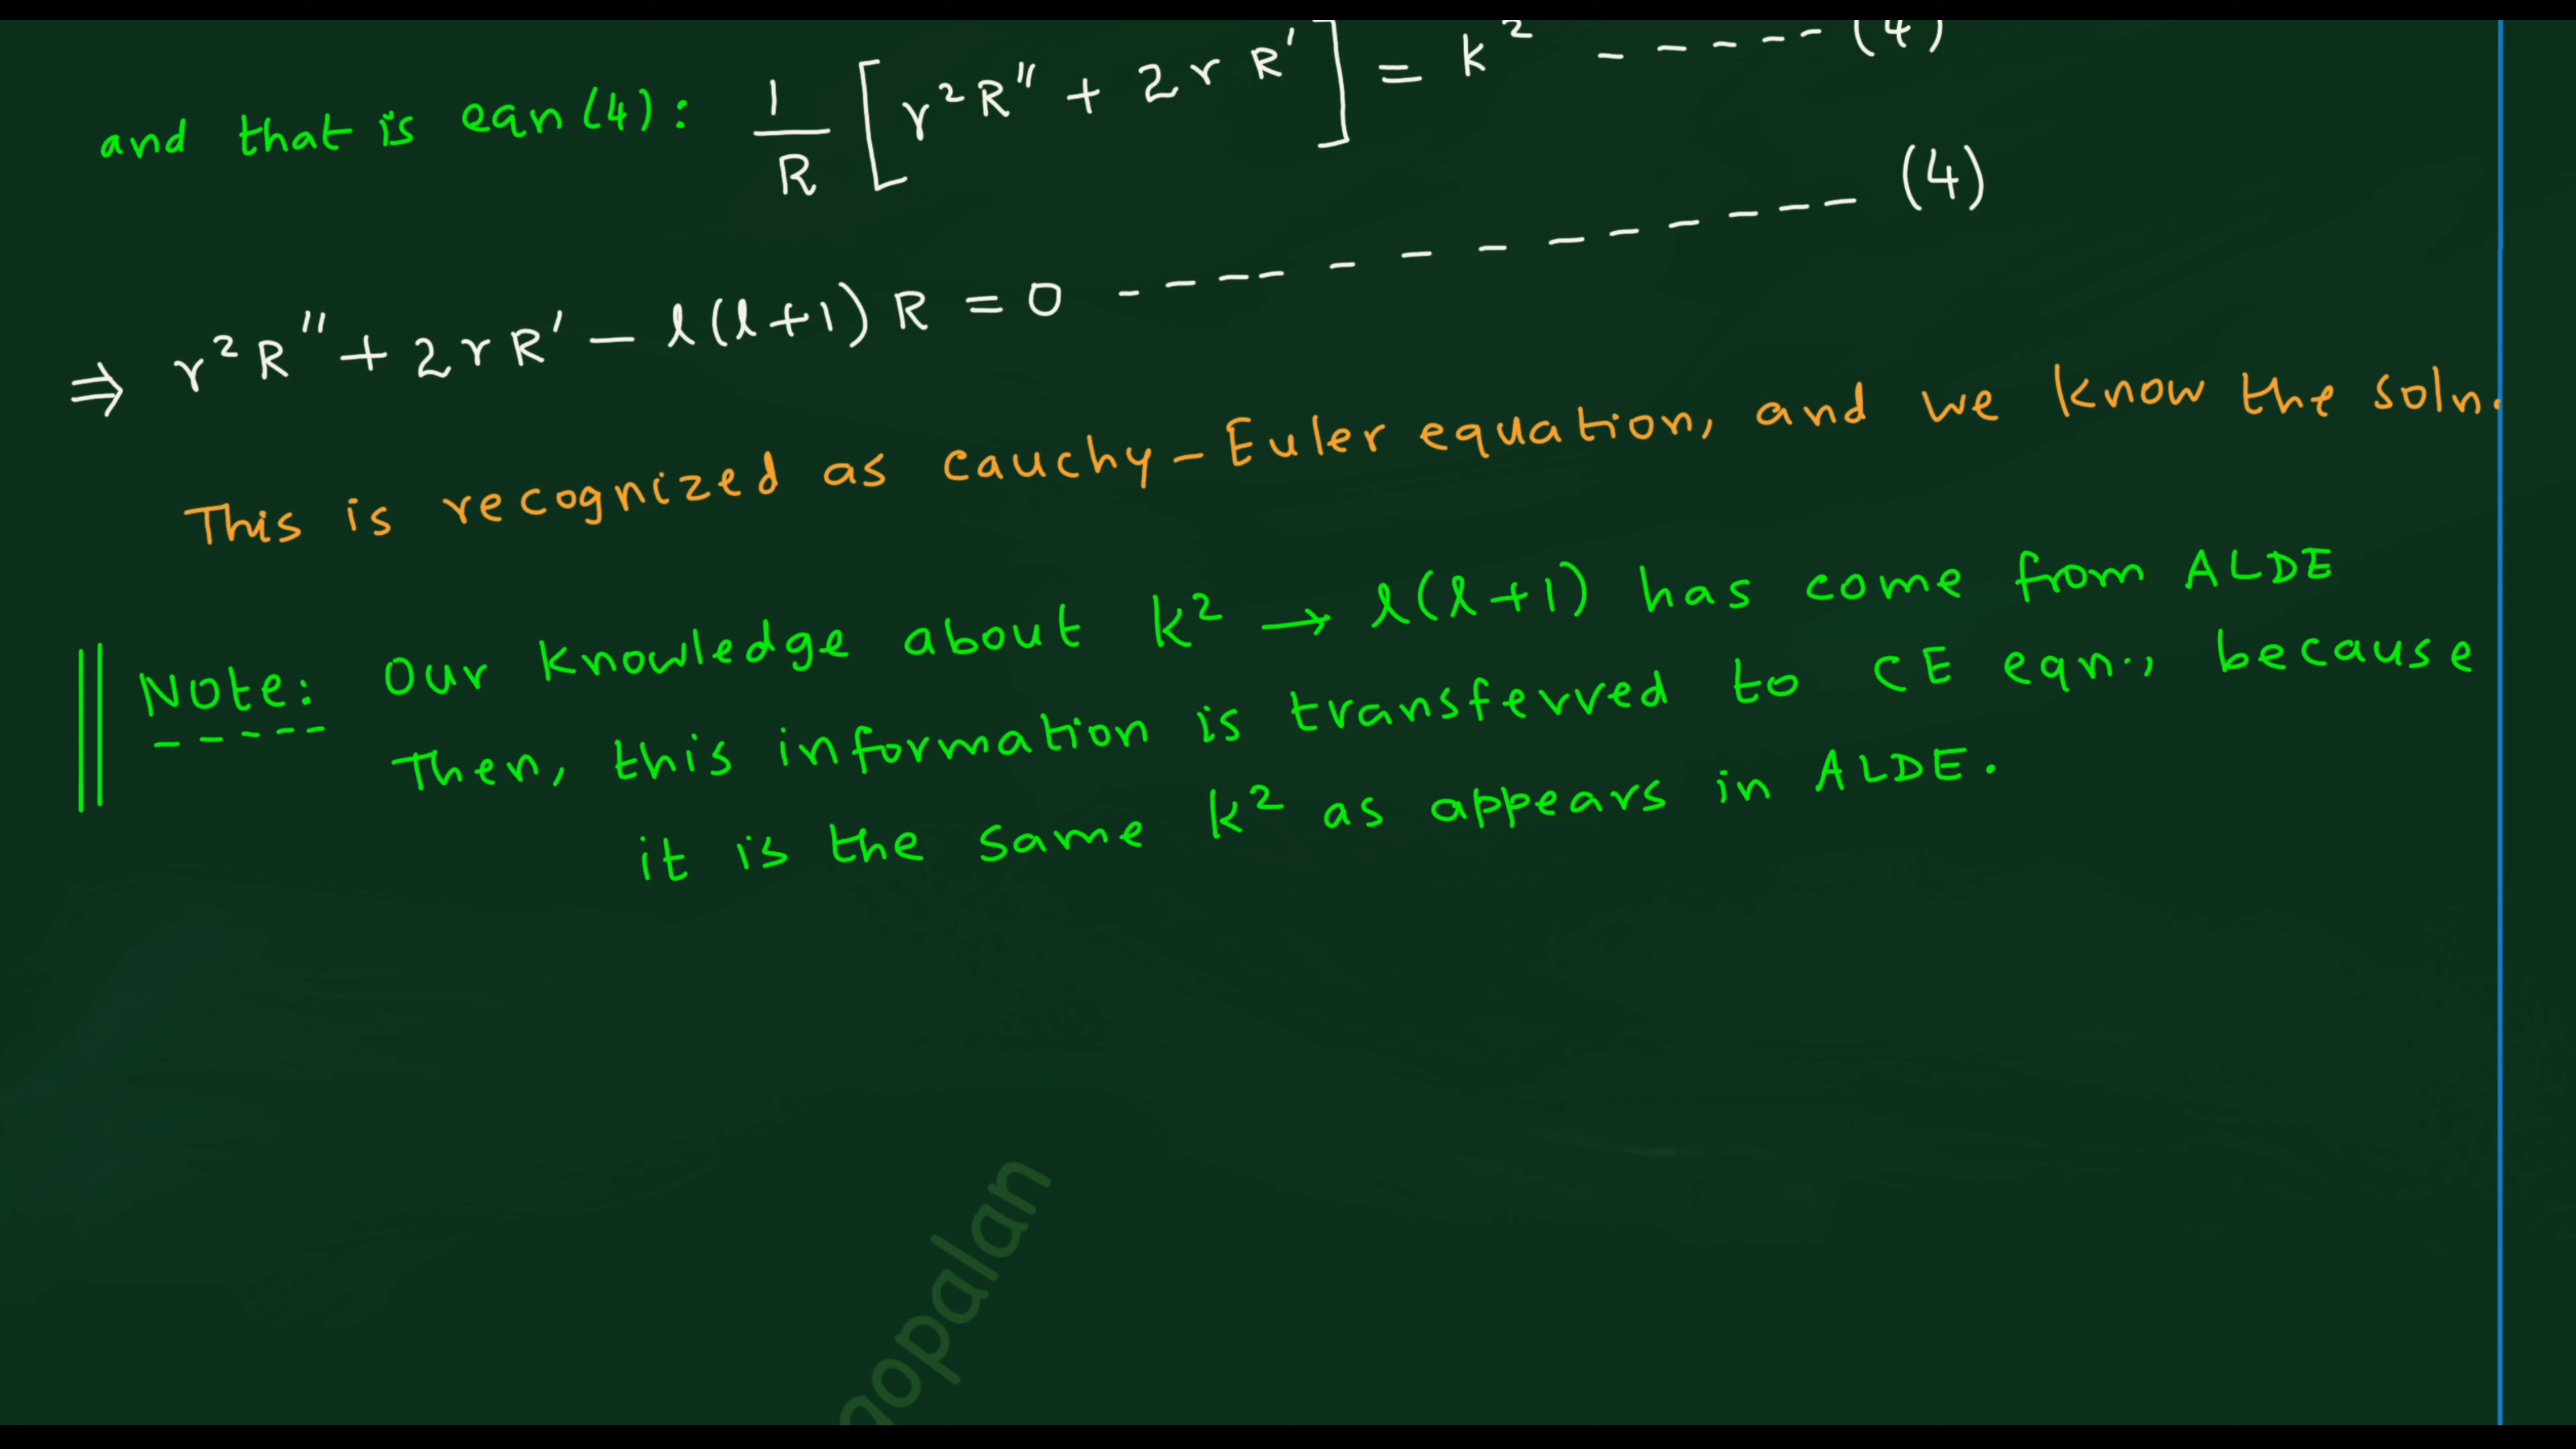 and that is eqn (4): 1/R [r²R'' + 2rR'] = k² ----- (4)
⇒ r²R'' + 2rR' − l(l+1)R = 0 ------------- (4)
This is recognized as cauchy-Euler equation, and we know the soln.
Note: Our knowledge about k² → l(l+1) has come from ALDE
Then, this information is transferred to CE eqn., because
it is the same k² as appears in ALDE.
opalan